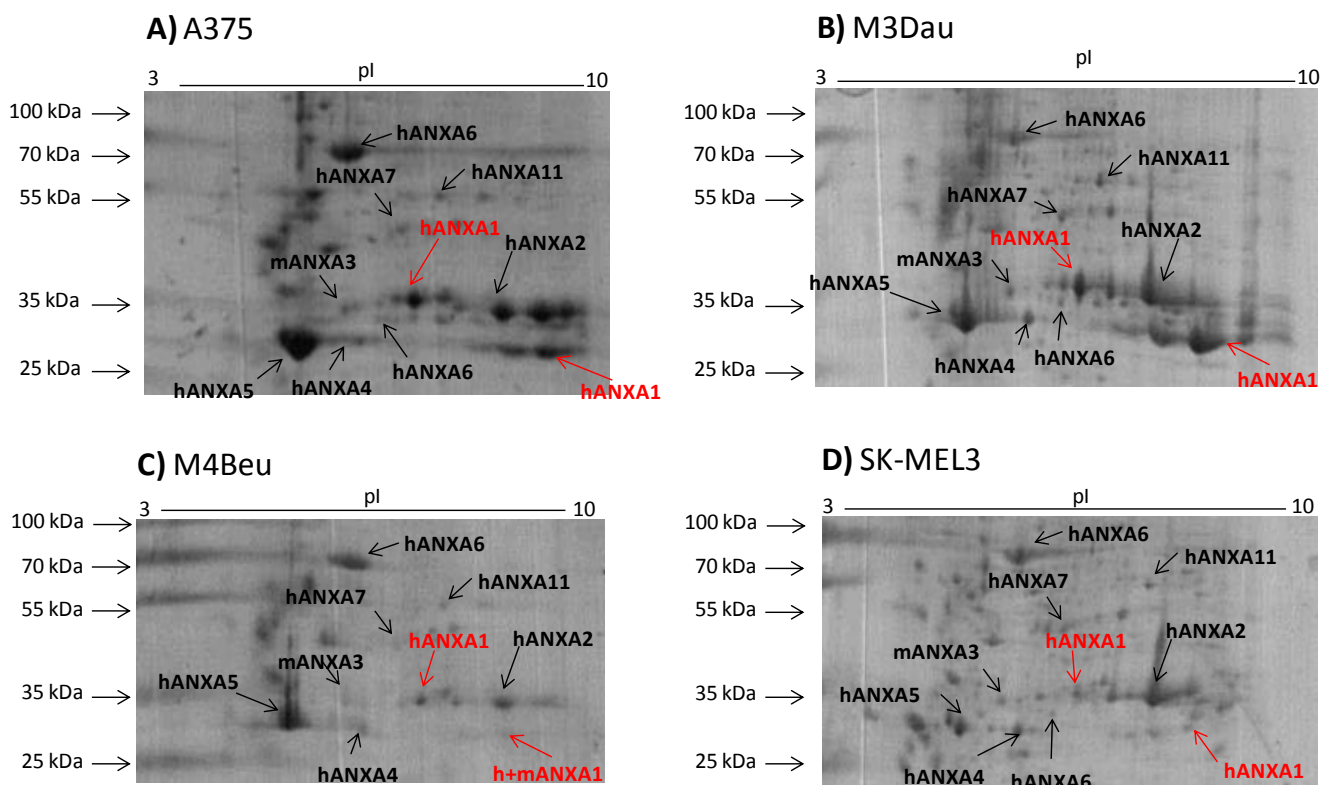 A) A375
pI
3 10
100 kDa
70 kDa
55 kDa
35 kDa
25 kDa
hANXA6
hANXA7
hANXA11
hANXA1
hANXA2
mANXA3
hANXA5
hANXA4
hANXA6
hANXA1
B) M3Dau
pI
3 10
100 kDa
70 kDa
55 kDa
35 kDa
25 kDa
hANXA6
hANXA11
hANXA7
hANXA1
hANXA2
mANXA3
hANXA5
hANXA4
hANXA6
hANXA1
C) M4Beu
pI
3 10
100 kDa
70 kDa
55 kDa
35 kDa
25 kDa
hANXA6
hANXA11
hANXA7
hANXA1
hANXA2
mANXA3
hANXA5
hANXA4
h+mANXA1
D) SK-MEL3
pI
3 10
100 kDa
70 kDa
55 kDa
35 kDa
25 kDa
hANXA6
hANXA11
hANXA7
hANXA1
hANXA2
mANXA3
hANXA5
hANXA4
hANXA6
hANXA1